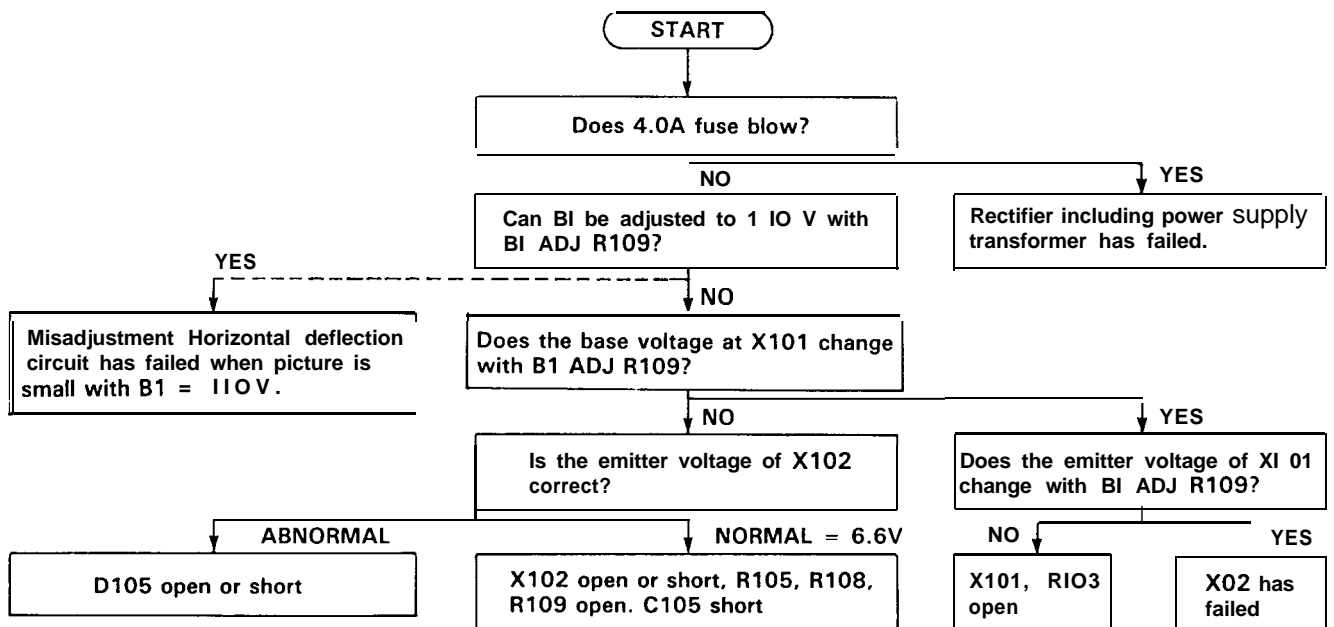 START
Does 4.0A fuse blow?
NO
YES
Can BI be adjusted to 1 IO V with
BI ADJ R109?
Rectifier including power supply
transformer has failed.
YES
NO
Misadjustment Horizontal deflection
circuit has failed when picture is
small with B1 = IIOV.
Does the base voltage at X101 change
with B1 ADJ R109?
NO
YES
Is the emitter voltage of X102
correct?
Does the emitter voltage of XI 01
change with BI ADJ R109?
ABNORMAL
NORMAL = 6.6V
NO
YES
D105 open or short
X102 open or short, R105, R108,
R109 open. C105 short
X101, RIO3
open
X02 has
failed